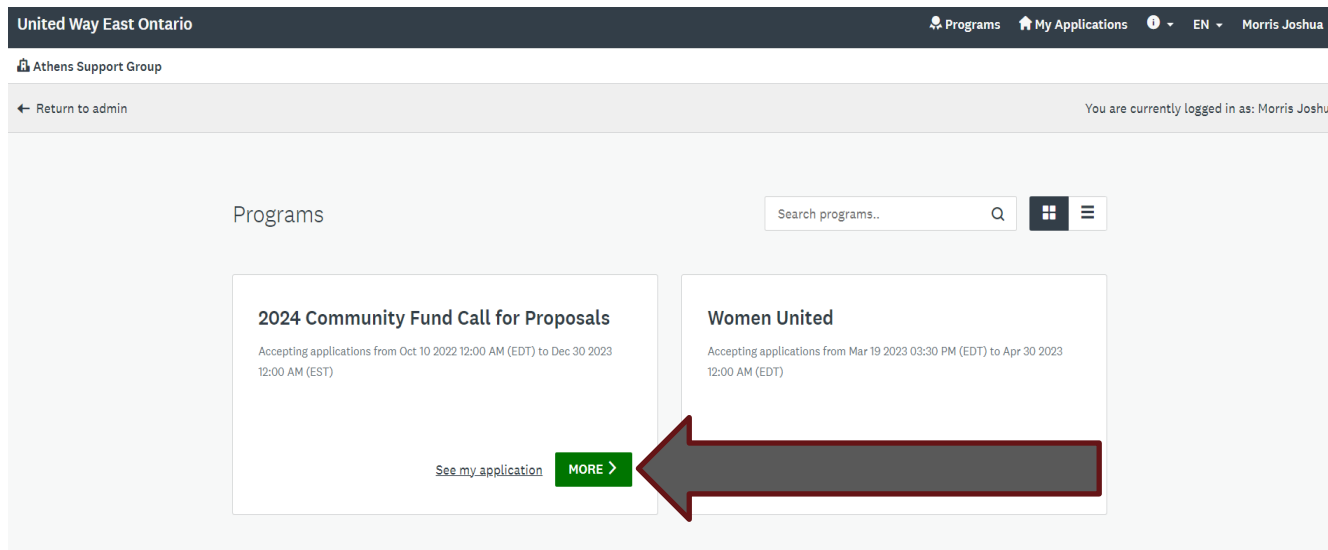 United Way East Ontario
Programs My Applications EN Morris Joshua
Athens Support Group
Return to admin
You are currently logged in as: Morris Joshu
Programs
Search programs..
2024 Community Fund Call for Proposals
Accepting applications from Oct 10 2022 12:00 AM (EDT) to Dec 30 2023
12:00 AM (EST)
See my application MORE
Women United
Accepting applications from Mar 19 2023 03:30 PM (EDT) to Apr 30 2023
12:00 AM (EDT)